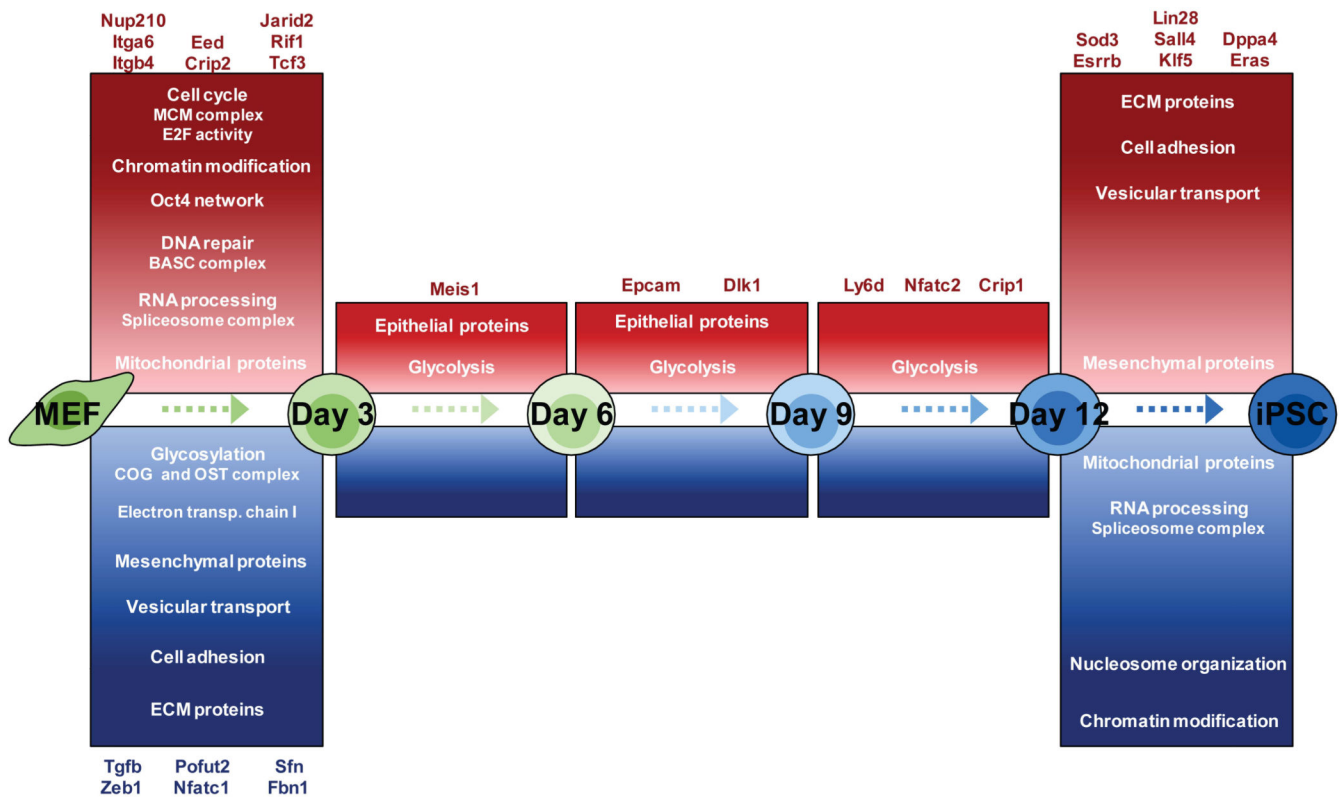 Nup210
Itga6
Itgb4
Eed
Crip2
Jarid2
Rif1
Tcf3
Cell cycle
MCM complex
E2F activity
Chromatin modification
Oct4 network
DNA repair
BASC complex
RNA processing
Spliceosome complex
Mitochondrial proteins
Meis1
Epithelial proteins
Glycolysis
Epcam
Dlk1
Epithelial proteins
Glycolysis
Ly6d
Nfatc2
Crip1
Glycolysis
Sod3
Esrrb
Lin28
Sall4
Klf5
Dppa4
Eras
ECM proteins
Cell adhesion
Vesicular transport
Mesenchymal proteins
MEF
Day 3
Day 6
Day 9
Day 12
iPSC
Glycosylation
COG and OST complex
Electron transp. chain I
Mesenchymal proteins
Vesicular transport
Cell adhesion
ECM proteins
Tgfb
Zeb1
Pofut2
Nfatc1
Sfn
Fbn1
Mitochondrial proteins
RNA processing
Spliceosome complex
Nucleosome organization
Chromatin modification